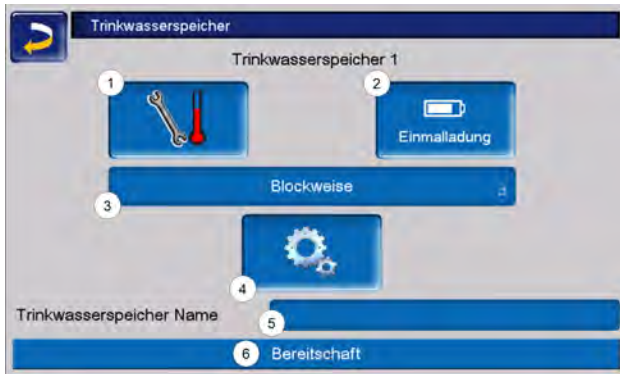 Trinkwasserspeicher
Trinkwasserspeicher 1
1
2
Einmalladung
Blockweise
3
4
Trinkwasserspeicher Name
5
6 Bereitschaft